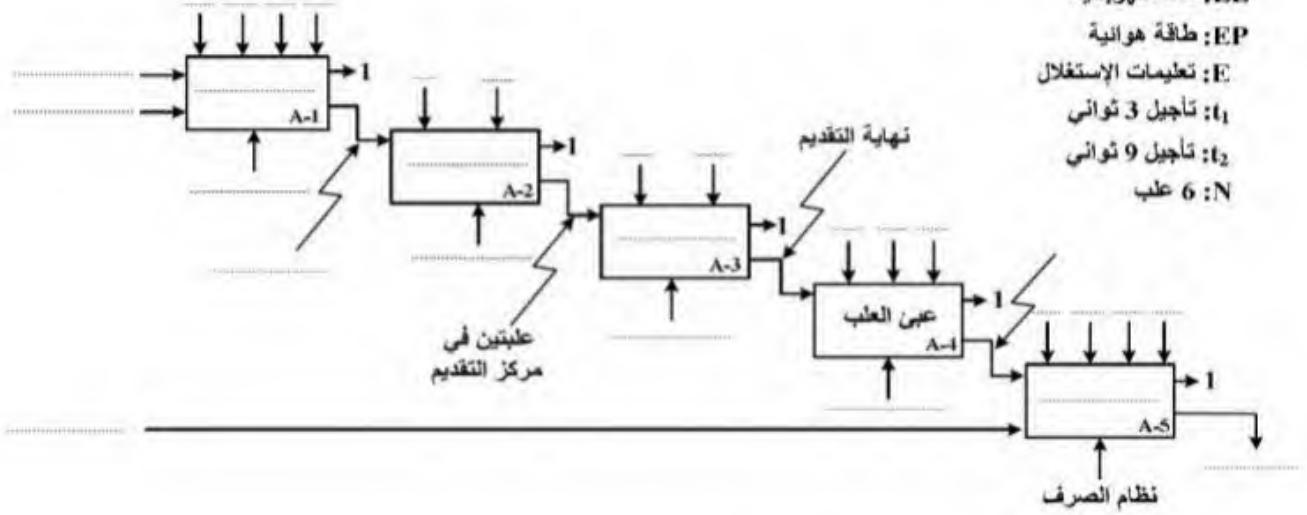 EP: طاقة هوائية
E: تعليمات الإستغلال
t₁: تأجيل 3 ثواني
t₂: تأجيل 9 ثواني
N: 6 علب
1
A-1
1
A-2
نهاية التقديم
1
A-3
علبتين في
مركز التقديم
عبئ العلب
1
A-4
1
A-5
نظام الصرف